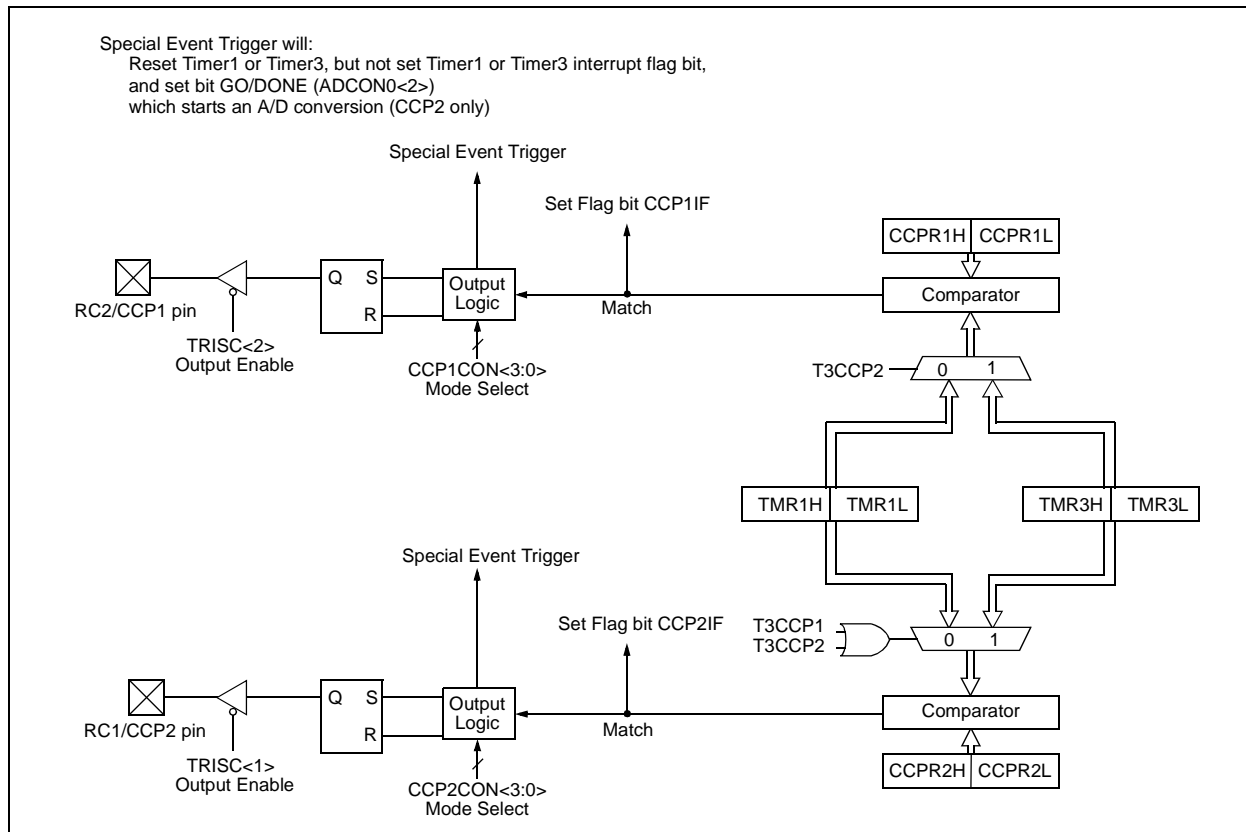 Special Event Trigger will:
Reset Timer1 or Timer3, but not set Timer1 or Timer3 interrupt flag bit,
and set bit GO/DONE (ADCON0<2>)
which starts an A/D conversion (CCP2 only)
Special Event Trigger
Set Flag bit CCP1IF
CCPR1H CCPR1L
Q S
R
Output
Logic
Comparator
RC2/CCP1 pin
Match
TRISC<2>
Output Enable
CCP1CON<3:0>
Mode Select
T3CCP2
0 1
TMR1H TMR1L
TMR3H TMR3L
Special Event Trigger
Set Flag bit CCP2IF
T3CCP1
T3CCP2
0 1
Q S
R
Output
Logic
Comparator
RC1/CCP2 pin
Match
TRISC<1>
Output Enable
CCP2CON<3:0>
Mode Select
CCPR2H CCPR2L